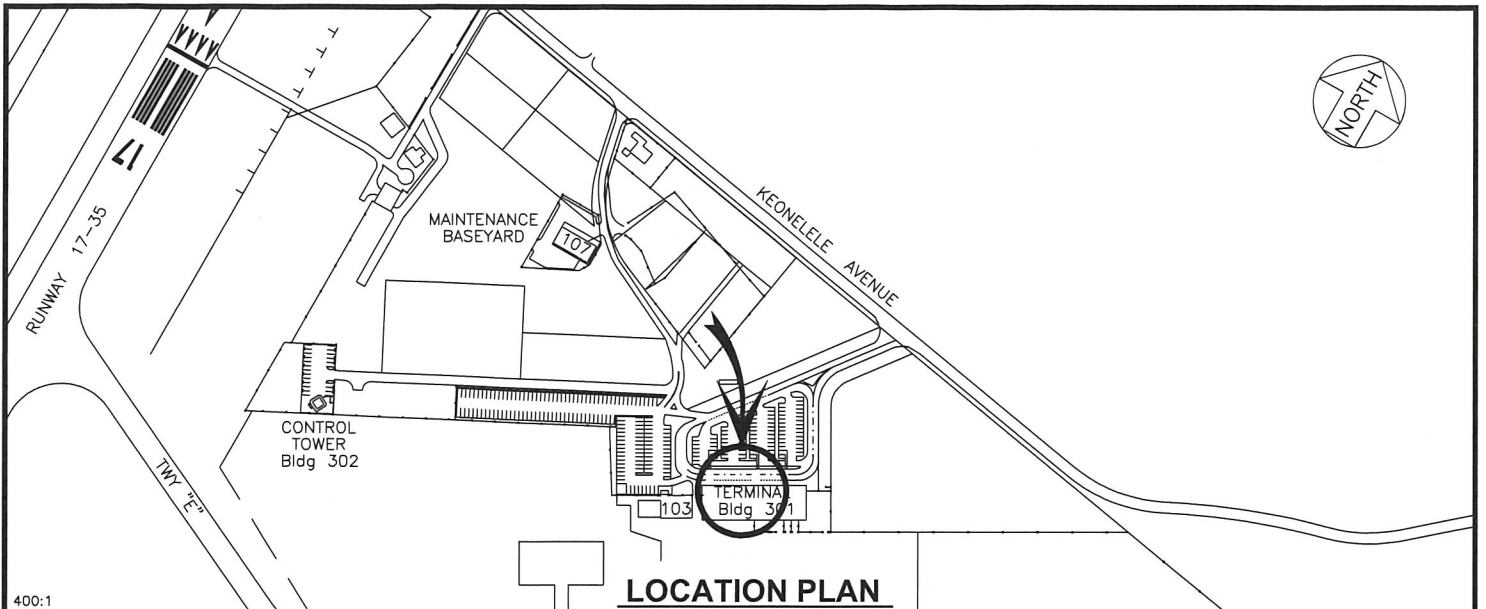 NORTH
17
RUNWAY 17-35
KEONELELE AVENUE
MAINTENANCE
BASEYARD
107
CONTROL
TOWER
Bldg 302
TWY "E"
TERMINAL
Bldg 301
103
LOCATION PLAN
400:1